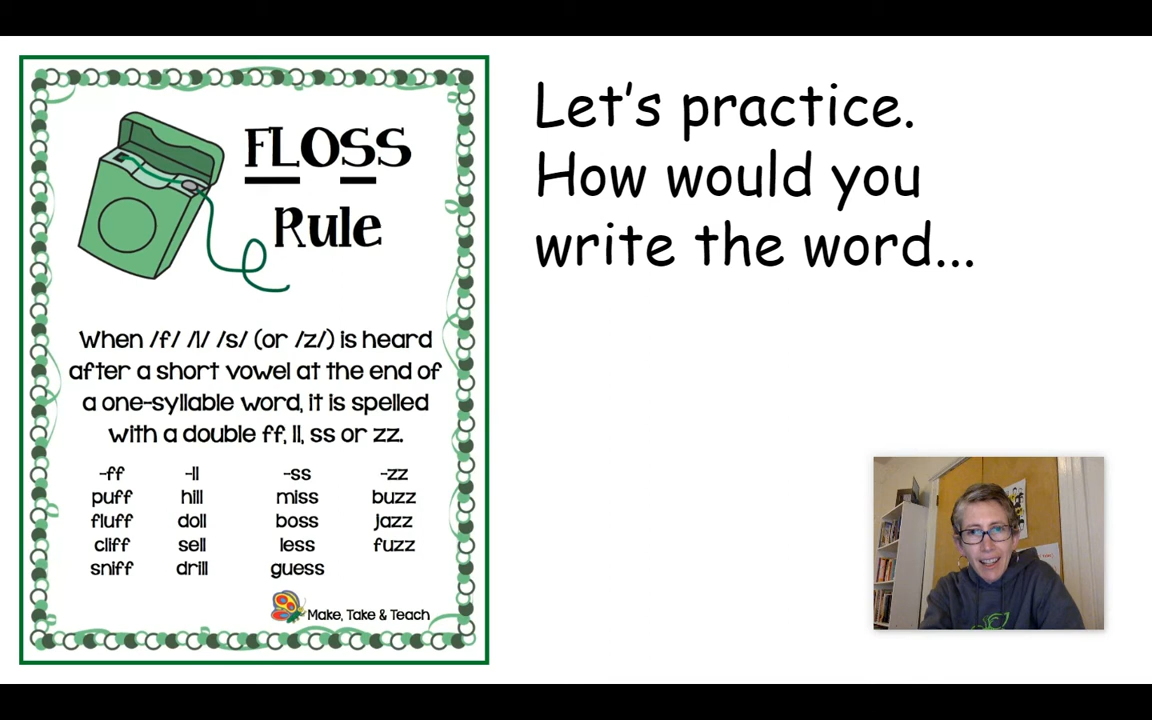 FLOSS
Rule
When /f/ /l/ /s/ (or /z/) is heard
after a short vowel at the end of
a one-syllable word, it is spelled
with a double ff, ll, ss or zz.
-ff -ll -ss -zz
puff hill miss buzz
fluff doll boss jazz
cliff sell less fuzz
sniff drill guess
Make, Take & Teach
Let's practice.
How would you
write the word...